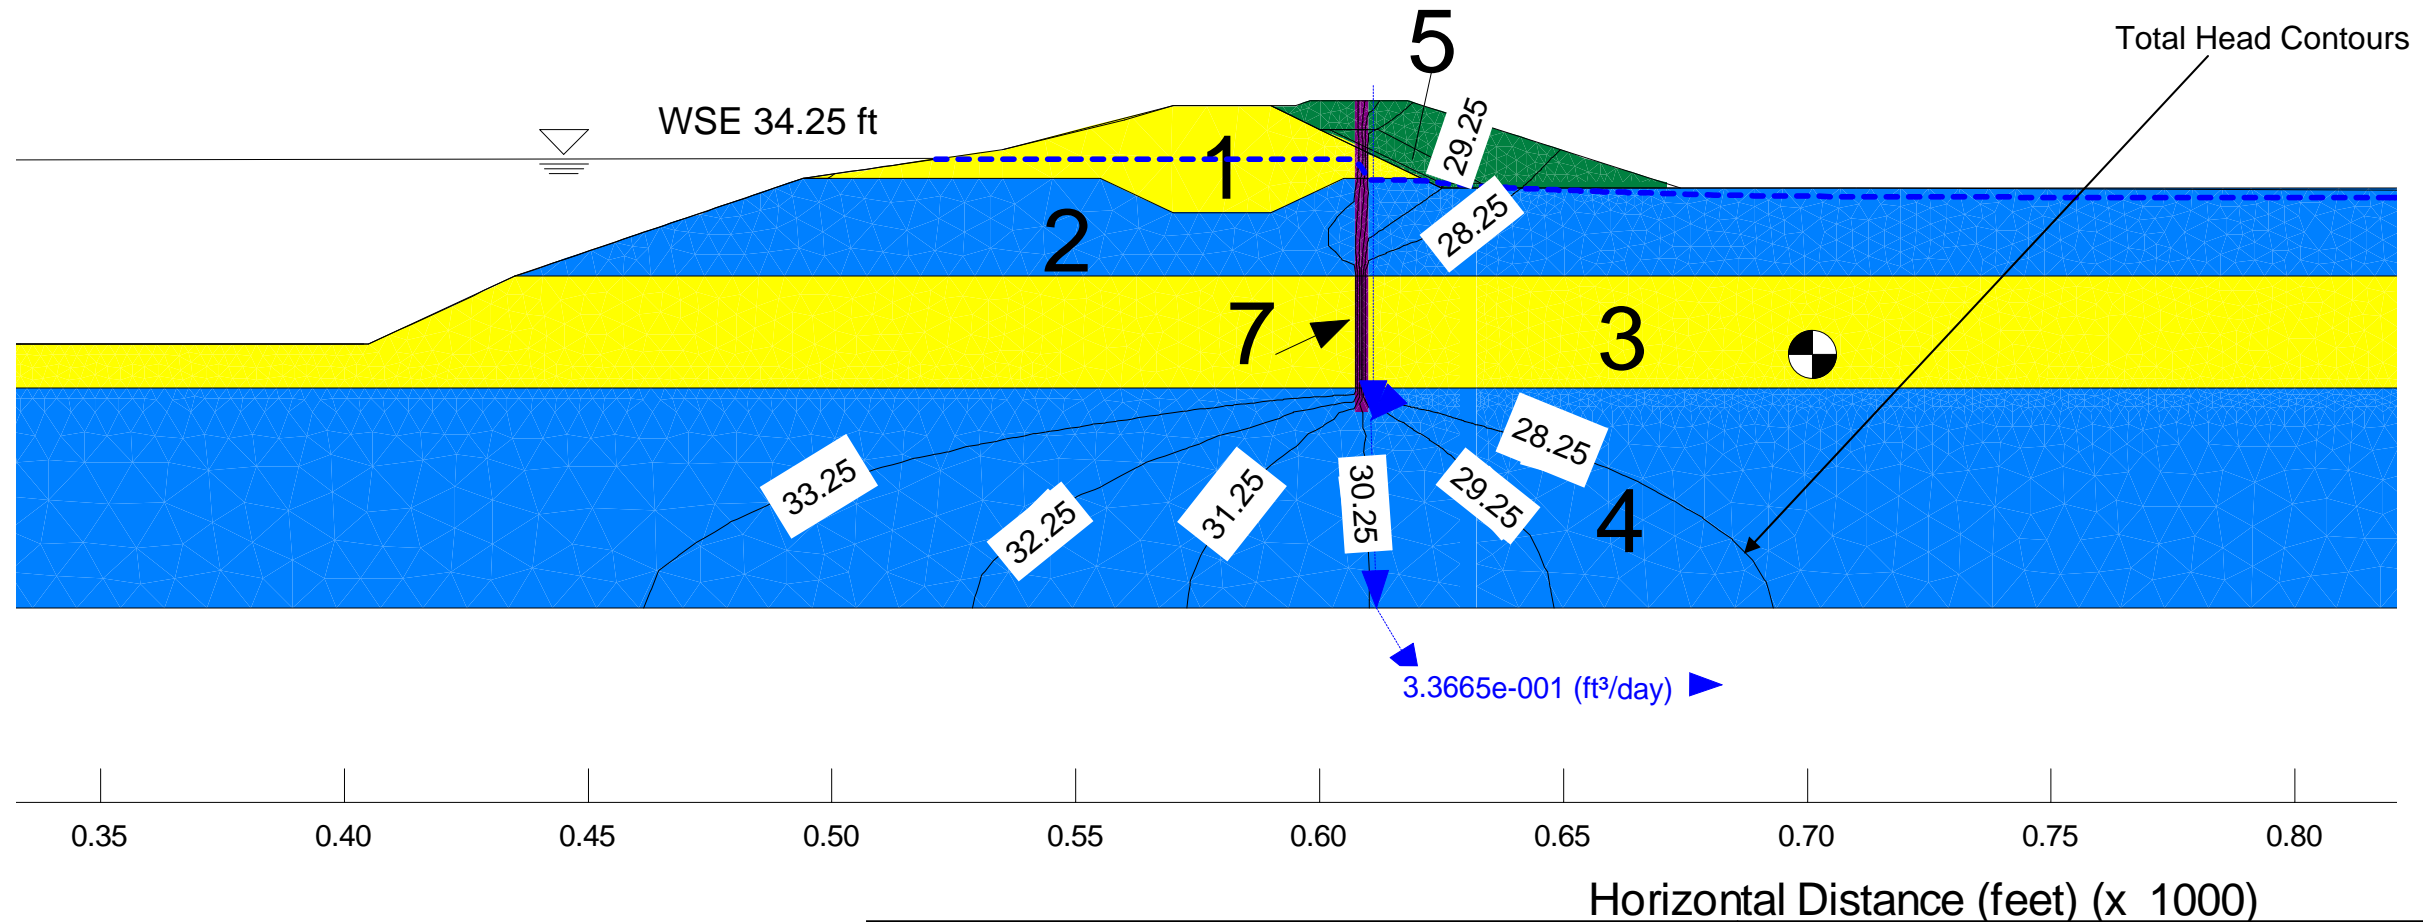 5
Total Head Contours
WSE 34.25 ft
29.25
1
28.25
2
7
3
28.25
33.25
32.25
31.25
30.25
29.25
4
3.3665e-001 (ft³/day)
0.35 0.40 0.45 0.50 0.55 0.60 0.65 0.70 0.75 0.80
Horizontal Distance (feet) (x 1000)